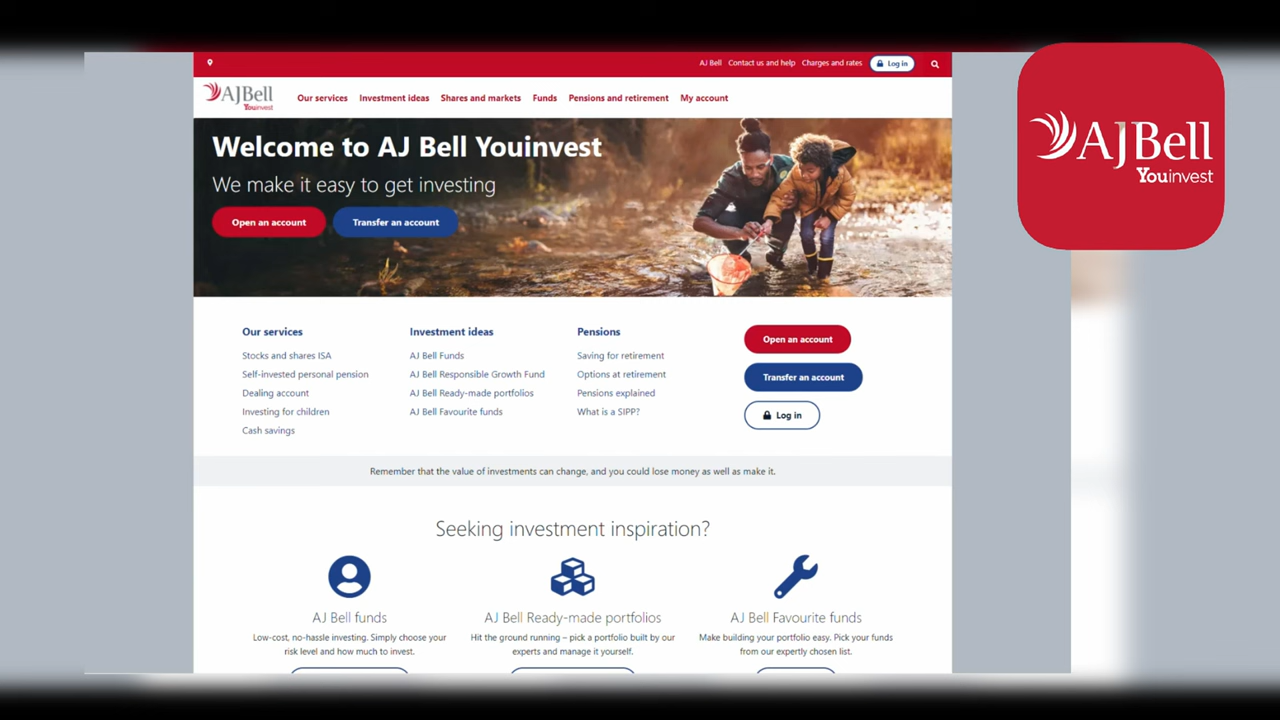 AJ Bell Contact us and help Charges and rates Log in
AJBell
Youinvest
Our services Investment ideas Shares and markets Funds Pensions and retirement My account
Welcome to AJ Bell Youinvest
We make it easy to get investing
Open an account Transfer an account
AJBell
Youinvest
Our services
Stocks and shares ISA
Self-invested personal pension
Dealing account
Investing for children
Cash savings
Investment ideas
AJ Bell Funds
AJ Bell Responsible Growth Fund
AJ Bell Ready-made portfolios
AJ Bell Favourite funds
Pensions
Saving for retirement
Options at retirement
Pensions explained
What is a SIPP?
Open an account
Transfer an account
Log in
Remember that the value of investments can change, and you could lose money as well as make it.
Seeking investment inspiration?
AJ Bell funds
Low-cost, no-hassle investing. Simply choose your
risk level and how much to invest.
AJ Bell Ready-made portfolios
Hit the ground running – pick a portfolio built by our
experts and manage it yourself.
AJ Bell Favourite funds
Make building your portfolio easy. Pick your funds
from our expertly chosen list.